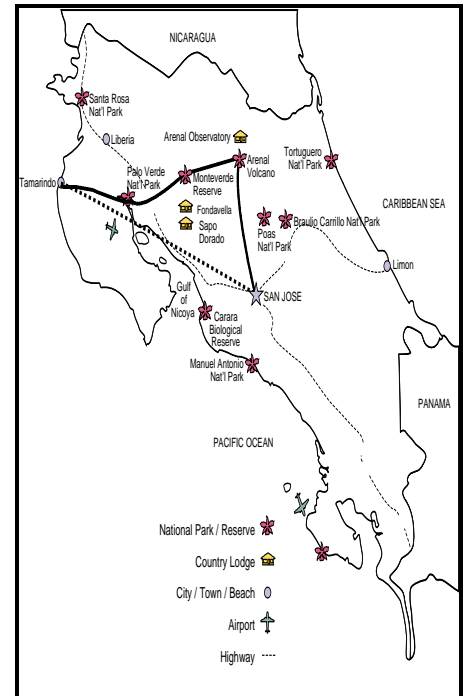 NICARAGUA
Santa Rosa
Nat'l Park
Liberia
Arenal Observatory
Arenal
Volcano
Tortuguero
Nat'l Park
Palo Verde
Nat'l Park
Tamarindo
Monteverde
Reserve
CARIBBEAN SEA
Fondavella
Sapo
Dorado
Poas
Nat'l Park
Braulio Carrillo Nat'l Park
Limon
Gulf
of
Nicoya
SAN JOSE
Carara
Biological
Reserve
Manuel Antonio
Nat'l Park
PANAMA
PACIFIC OCEAN
National Park / Reserve
Country Lodge
City / Town / Beach
Airport
Highway ----